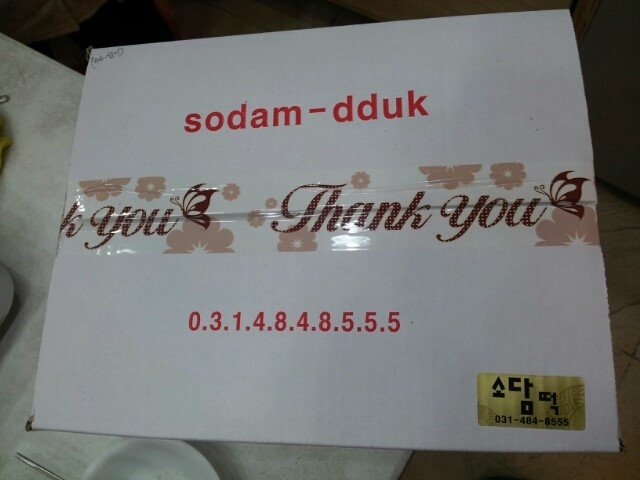 sodam-dduk
k you Thank you
0.3.1.4.8.4.8.5.5.5
소담떡
031-484-8555